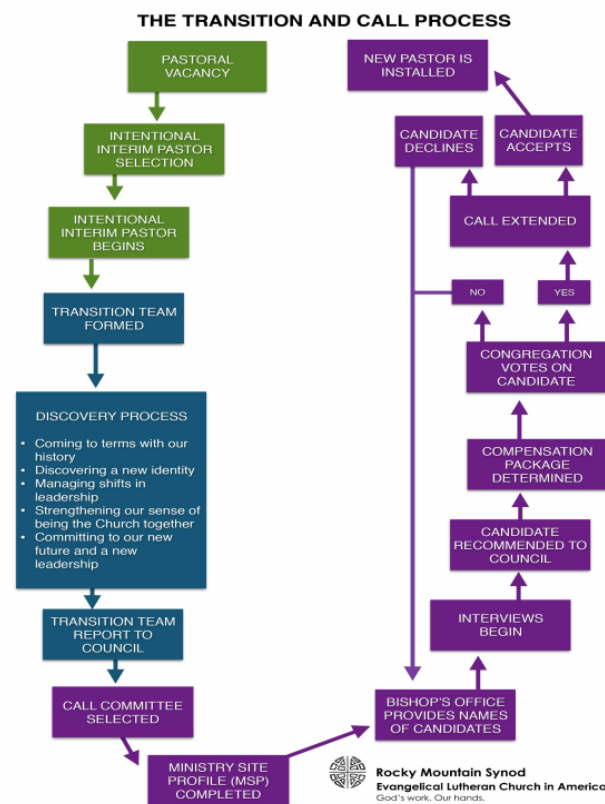 THE TRANSITION AND CALL PROCESS
PASTORAL
VACANCY
INTENTIONAL
INTERIM PASTOR
SELECTION
INTENTIONAL
INTERIM PASTOR
BEGINS
TRANSITION TEAM
FORMED
DISCOVERY PROCESS
• Coming to terms with our
history
• Discovering a new identity
• Managing shifts in
leadership
• Strengthening our sense of
being the Church together
• Committing to our new
future and a new
leadership
TRANSITION TEAM
REPORT TO
COUNCIL
CALL COMMITTEE
SELECTED
MINISTRY SITE
PROFILE (MSP)
COMPLETED
BISHOP'S OFFICE
PROVIDES NAMES
OF CANDIDATES
INTERVIEWS
BEGIN
CANDIDATE
RECOMMENDED TO
COUNCIL
COMPENSATION
PACKAGE
DETERMINED
CONGREGATION
VOTES ON
CANDIDATE
NO
YES
CALL EXTENDED
CANDIDATE
DECLINES
CANDIDATE
ACCEPTS
NEW PASTOR IS
INSTALLED
Rocky Mountain Synod
Evangelical Lutheran Church in America
God's work. Our hands.